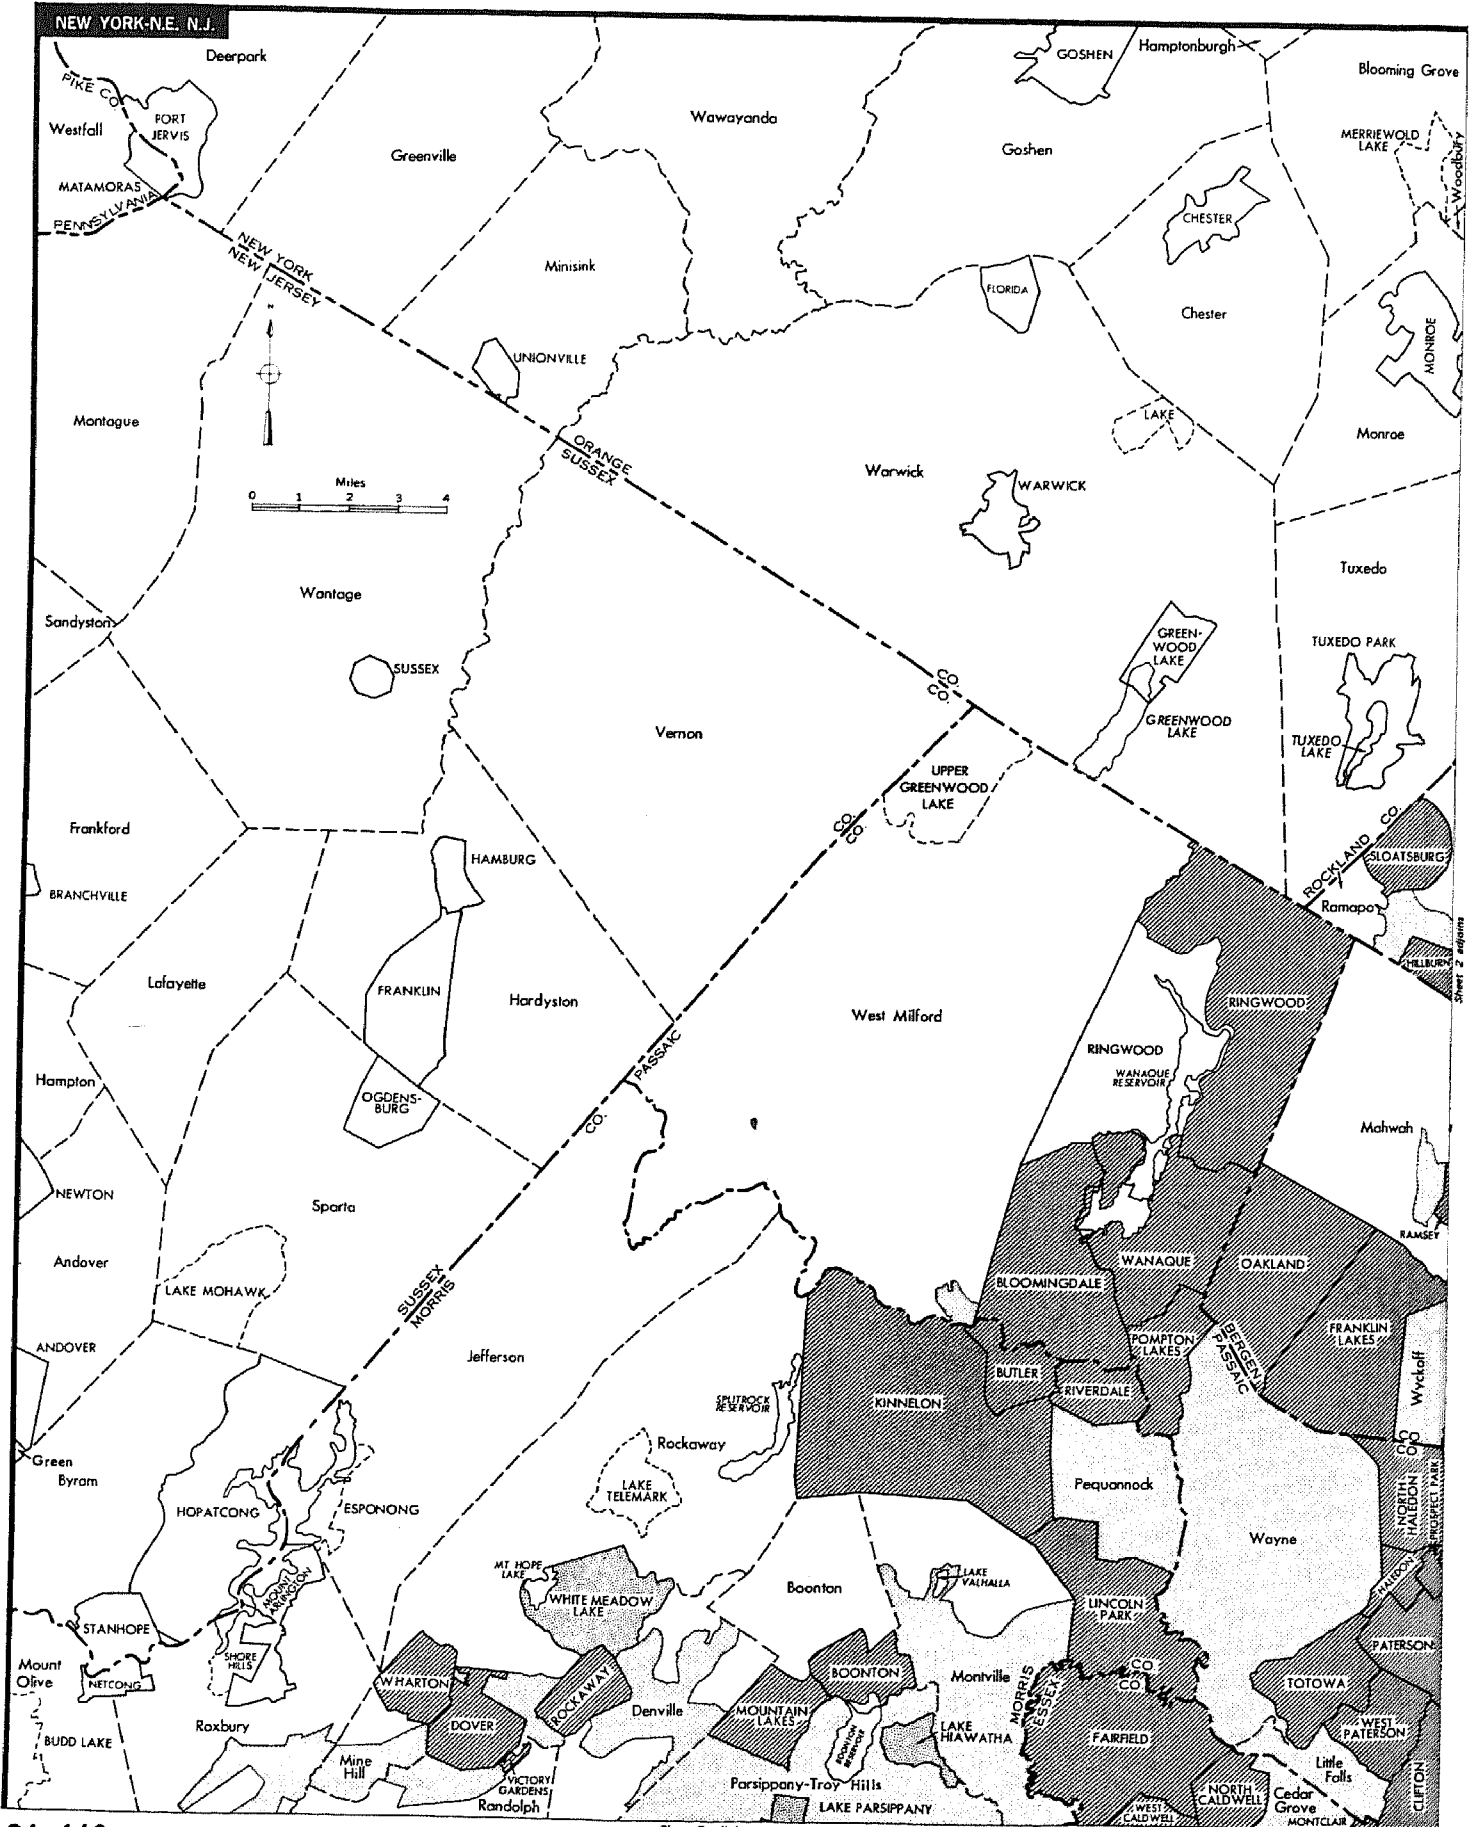 NEW YORK-N.E. N.J.
Deerpark
GOSHEN
Hamptonburgh
Blooming Grove
PIKE CO.
Westfall
PORT
JERVIS
Wawayanda
Greenville
Goshen
MERRIEWOLD
LAKE
Woodbury
MATAMORAS
PENNSYLVANIA
CHESTER
NEW YORK
NEW JERSEY
Minisink
FLORIDA
Chester
N
UNIONVILLE
MONROE
Montague
LAKE
Monroe
ORANGE
SUSSEX
Warwick
WARWICK
Miles
0 1 2 3 4
Tuxedo
Wantage
Sandyston
SUSSEX
GREEN-
WOOD
LAKE
TUXEDO PARK
CO.
CO.
GREENWOOD
LAKE
Vernon
TUXEDO
LAKE
UPPER
GREENWOOD
LAKE
CO.
CO.
Frankford
ROCKLAND CO.
HAMBURG
SLOATSBURG
BRANCHVILLE
Ramapo
Sheet 2 adjoins
HILLBURN
Lafayette
FRANKLIN
Hardyston
RINGWOOD
West Milford
PASSAIC
RINGWOOD
WANAQUE
RESERVOIR
Hampton
OGDENS-
BURG
CO.
Mahwah
NEWTON
Sparta
RAMSEY
Andover
WANAQUE
OAKLAND
LAKE MOHAWK
SUSSEX
MORRIS
BLOOMINGDALE
ANDOVER
Jefferson
POMPTON
LAKES
BERGEN
PASSAIC
FRANKLIN
LAKES
Wyckoff
BUTLER
RIVERDALE
KINNELON
SPLITROCK
RESERVOIR
Rockaway
CO.
CO.
Green
Byram
LAKE
TELEMARK
Pequannock
HOPATCONG
ESPONONG
NORTH
HALEDON
PROSPECT PARK
Wayne
MT HOPE
LAKE
LAKE
VALHALLA
Boonton
HALEDON
MOUNT
ARLINGTON
WHITE MEADOW
LAKE
LINCOLN
PARK
STANHOPE
PATERSON
SHORE
HILLS
Mount
Olive
NETCONG
WHARTON
ROCKAWAY
BOONTON
Montville
MORRIS
ESSEX
CO.
CO.
TOTOWA
Denville
MOUNTAIN
LAKES
Roxbury
DOVER
WEST
PATERSON
BUDD LAKE
BOONTON
RESERVOIR
LAKE
HIAWATHA
FAIRFIELD
Mine
Hill
Little
Falls
VICTORY
GARDENS
Parsippany-Troy Hills
CLIFTON
Randolph
LAKE PARSIPPANY
WEST
CALDWELL
NORTH
CALDWELL
Cedar
Grove
MONTCLAIR